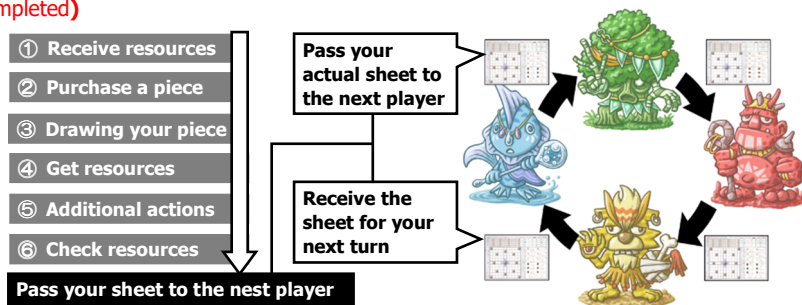 mpleted)
① Receive resources
② Purchase a piece
③ Drawing your piece
④ Get resources
⑤ Additional actions
⑥ Check resources
Pass your sheet to the nest player
Pass your
actual sheet to
the next player
Receive the
sheet for your
next turn